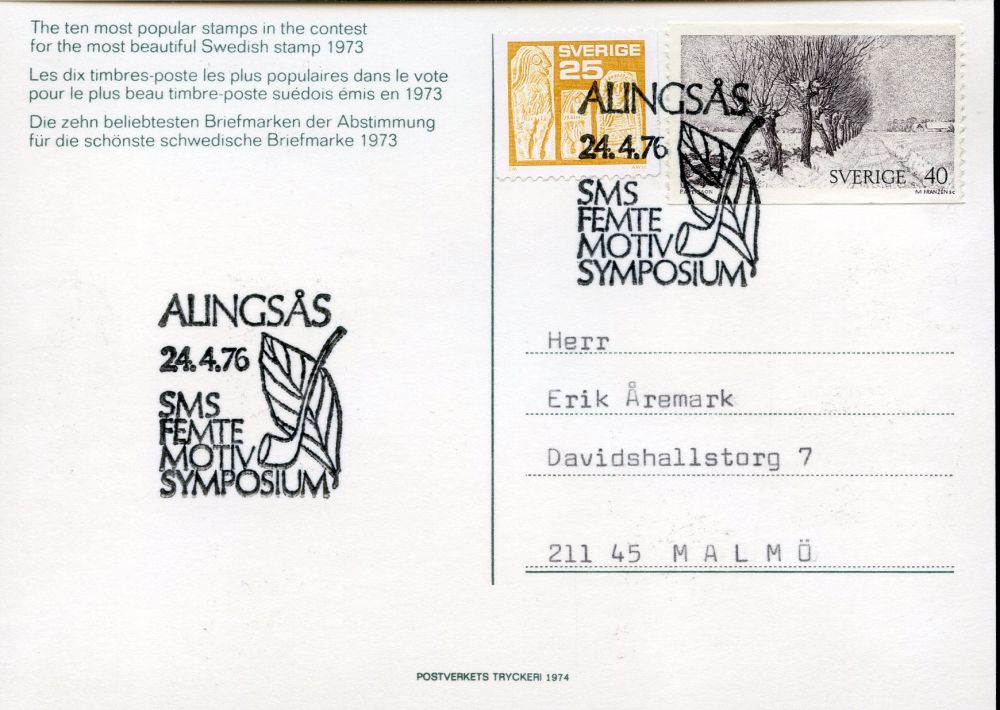 The ten most popular stamps in the contest
for the most beautiful Swedish stamp 1973
Les dix timbres-poste les plus populaires dans le vote
pour le plus beau timbre-poste suédois émis en 1973
Die zehn beliebtesten Briefmarken der Abstimmung
für die schönste schwedische Briefmarke 1973
SVERIGE
25
SVERIGE 40
M FRANZÉN SC
ALINGSÅS
24.4.76
SMS
FEMTE
MOTIV
SYMPOSIUM
ALINGSÅS
24.4.76
SMS
FEMTE
MOTIV
SYMPOSIUM
Herr
Erik Åremark
Davidshallstorg 7
211 45 M A L M Ö
POSTVERKETS TRYCKERI 1974